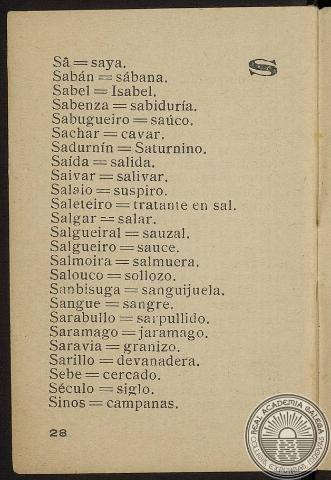 S
Sâ = saya.
Sabán = sábana.
Sabel = Isabel.
Sabenza = sabiduría.
Sabugueiro = saúco.
Sachar = cavar.
Sadurnín = Saturnino.
Saída = salida.
Saivar = salivar.
Salaio = suspiro.
Saleteiro = tratante en sal.
Salgar = salar.
Salgueiral = sauzal.
Salgueiro = sauce.
Salmoira = salmuera.
Salouco = sollozo.
Sanbisuga = sanguijuela.
Sangue = sangre.
Sarabullo = sarpullido.
Saramago = jaramago.
Saravia = granizo.
Sarillo = devanadera.
Sebe = cercado.
Século = siglo.
Sinos = campanas.
28
REAL ACADEMIA GALEGA